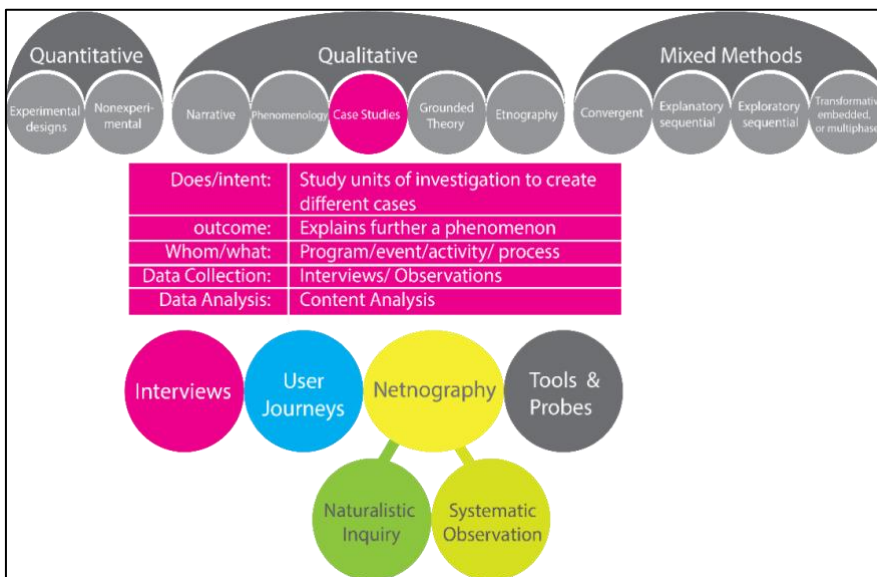 Quantitative
Qualitative
Mixed Methods
Experimental
designs
Nonexperi-
mental
Narrative
Phenomenology
Case Studies
Grounded
Theory
Etnography
Convergent
Explanatory
sequential
Exploratory
sequential
Transformative
embedded,
or multiphase
Does/intent: Study units of investigation to create
different cases
outcome: Explains further a phenomenon
Whom/what: Program/event/activity/ process
Data Collection: Interviews/ Observations
Data Analysis: Content Analysis
Interviews
User
Journeys
Netnography
Tools &
Probes
Naturalistic
Inquiry
Systematic
Observation